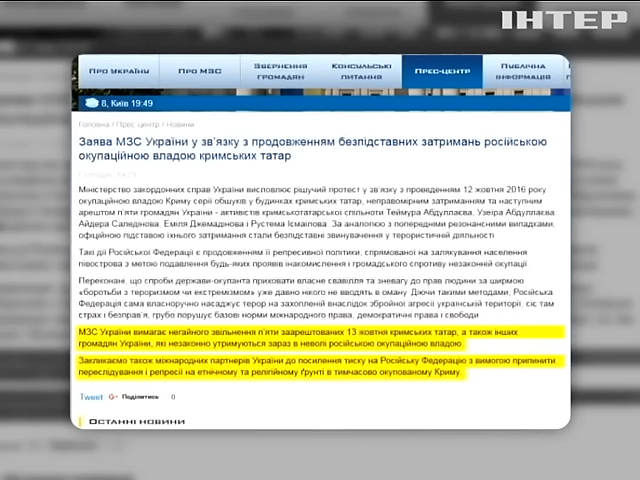 ІНТЕР
Про Україну
Про МЗС
Звернення громадян
Консульські питання
Прес-центр
Публічна інформація
8, Київ 19:49
Головна / Прес-центр / Новини
Заява МЗС України у зв'язку з продовженням безпідставних затримань російською
окупаційною владою кримських татар
19:23
Міністерство закордонних справ України висловлює рішучий протест у зв'язку з проведенням 12 жовтня 2016 року
окупаційною владою Криму серії обшуків у будинках кримських татар, неправомірним затриманням та наступним
арештом п'яти громадян України - активістів кримськотатарської спільноти Теймура Абдуллаєва, Узеіра Абдуллаєва
Айдера Саледінова, Еміля Джемаднова і Рустема Ісмаілова. За аналогією з попередніми резонансними випадками,
офіційною підставою їхнього затримання стали безпідставні звинувачення у терористичній діяльності
Такі дії Російської Федерації є продовженням її репресивної політики, спрямованої на залякування населення
півострова з метою подавлення будь-яких проявів інакомислення і громадського спротиву незаконній окупації
Переконані, що спроби держави-окупанта приховати власне свавілля та зневагу до прав людини за ширмою
«боротьби з тероризмом чи екстремізмом» уже давно нікого не вводять в оману. Діючи такими методами, Російська
Федерація сама власноручно насаджує терор на захопленій внаслідок збройної агресії українській території, сіє там
страх і безправ'я, грубо порушує базові норми міжнародного права, демократичні права і свободи
МЗС України вимагає негайного звільнення п'яти заарештованих 13 жовтня кримських татар, а також інших
громадян України, які незаконно утримуються зараз в неволі російською окупаційною владою.
Закликаємо також міжнародних партнерів України до посилення тиску на Російську Федерацію з вимогою припинити
переслідування і репресії на етнічному та релігійному ґрунті в тимчасово окупованому Криму.
Tweet G+ Поділитись 0
Останні новини